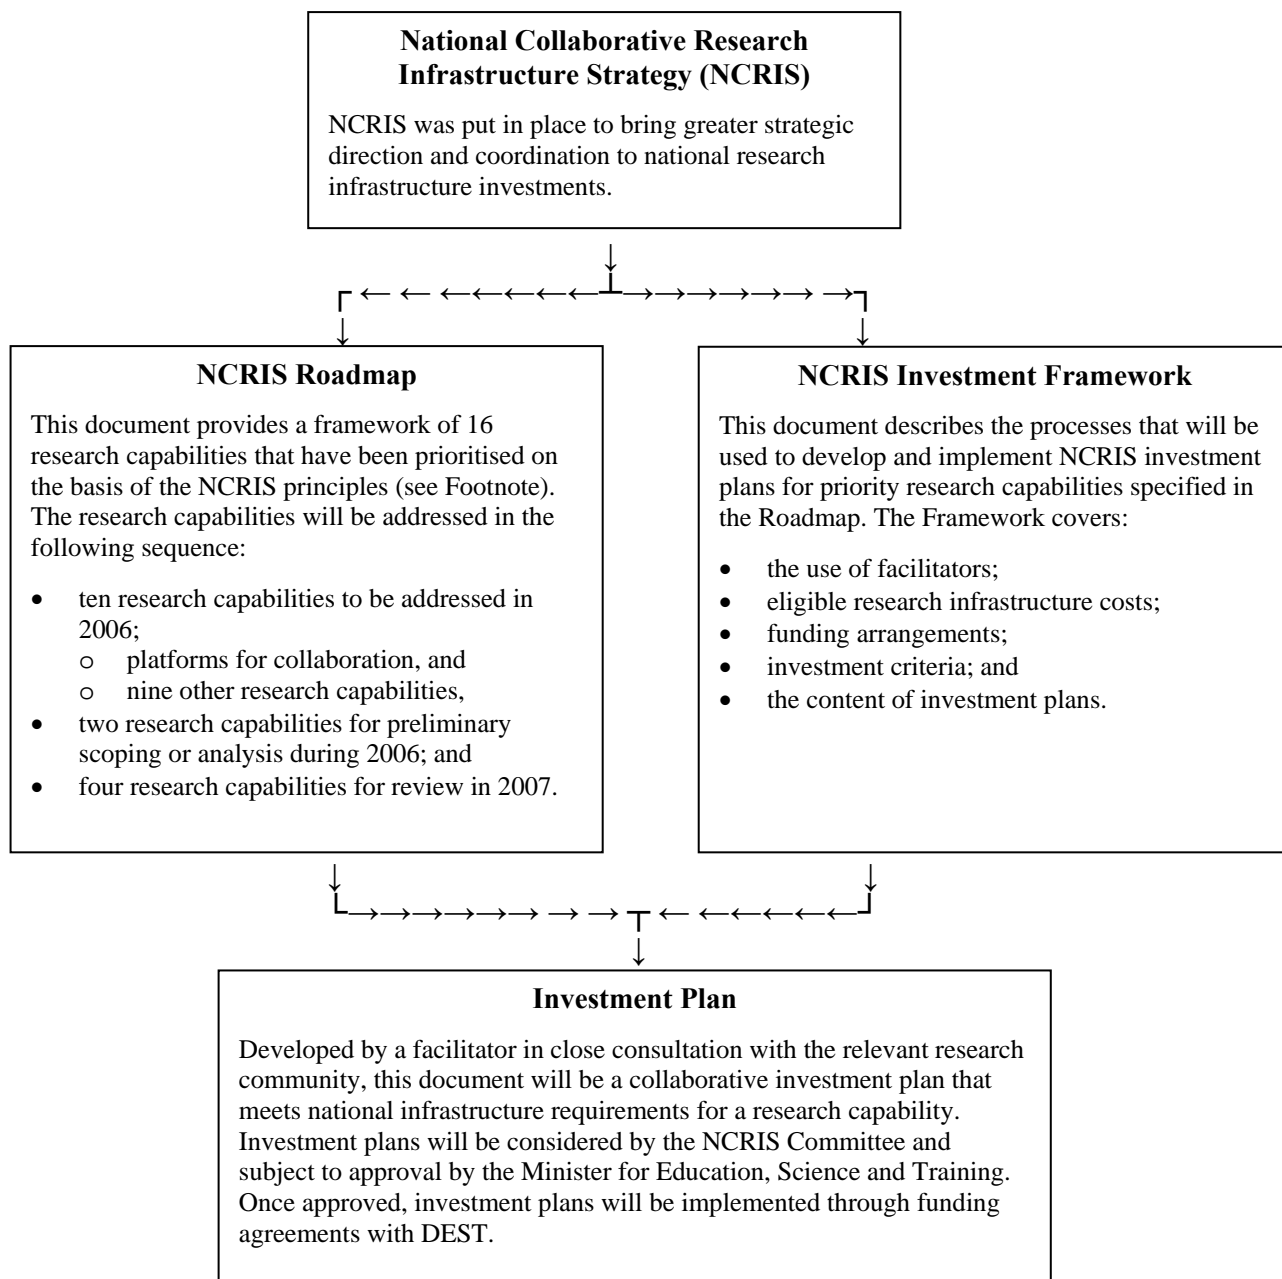 National Collaborative Research
Infrastructure Strategy (NCRIS)
NCRIS was put in place to bring greater strategic
direction and coordination to national research
infrastructure investments.
↓
┌ ← ← ←←←←←┴→→→→→→→ →┐
↓ ↓
NCRIS Roadmap
This document provides a framework of 16
research capabilities that have been prioritised on
the basis of the NCRIS principles (see Footnote).
The research capabilities will be addressed in the
following sequence:
• ten research capabilities to be addressed in
2006;
o platforms for collaboration, and
o nine other research capabilities,
• two research capabilities for preliminary
scoping or analysis during 2006; and
• four research capabilities for review in 2007.
NCRIS Investment Framework
This document describes the processes that will be
used to develop and implement NCRIS investment
plans for priority research capabilities specified in
the Roadmap. The Framework covers:
• the use of facilitators;
• eligible research infrastructure costs;
• funding arrangements;
• investment criteria; and
• the content of investment plans.
↓ ↓
└→→→→→→ → → ┬ ← ←←←←←┘
↓
Investment Plan
Developed by a facilitator in close consultation with the relevant research
community, this document will be a collaborative investment plan that
meets national infrastructure requirements for a research capability.
Investment plans will be considered by the NCRIS Committee and
subject to approval by the Minister for Education, Science and Training.
Once approved, investment plans will be implemented through funding
agreements with DEST.